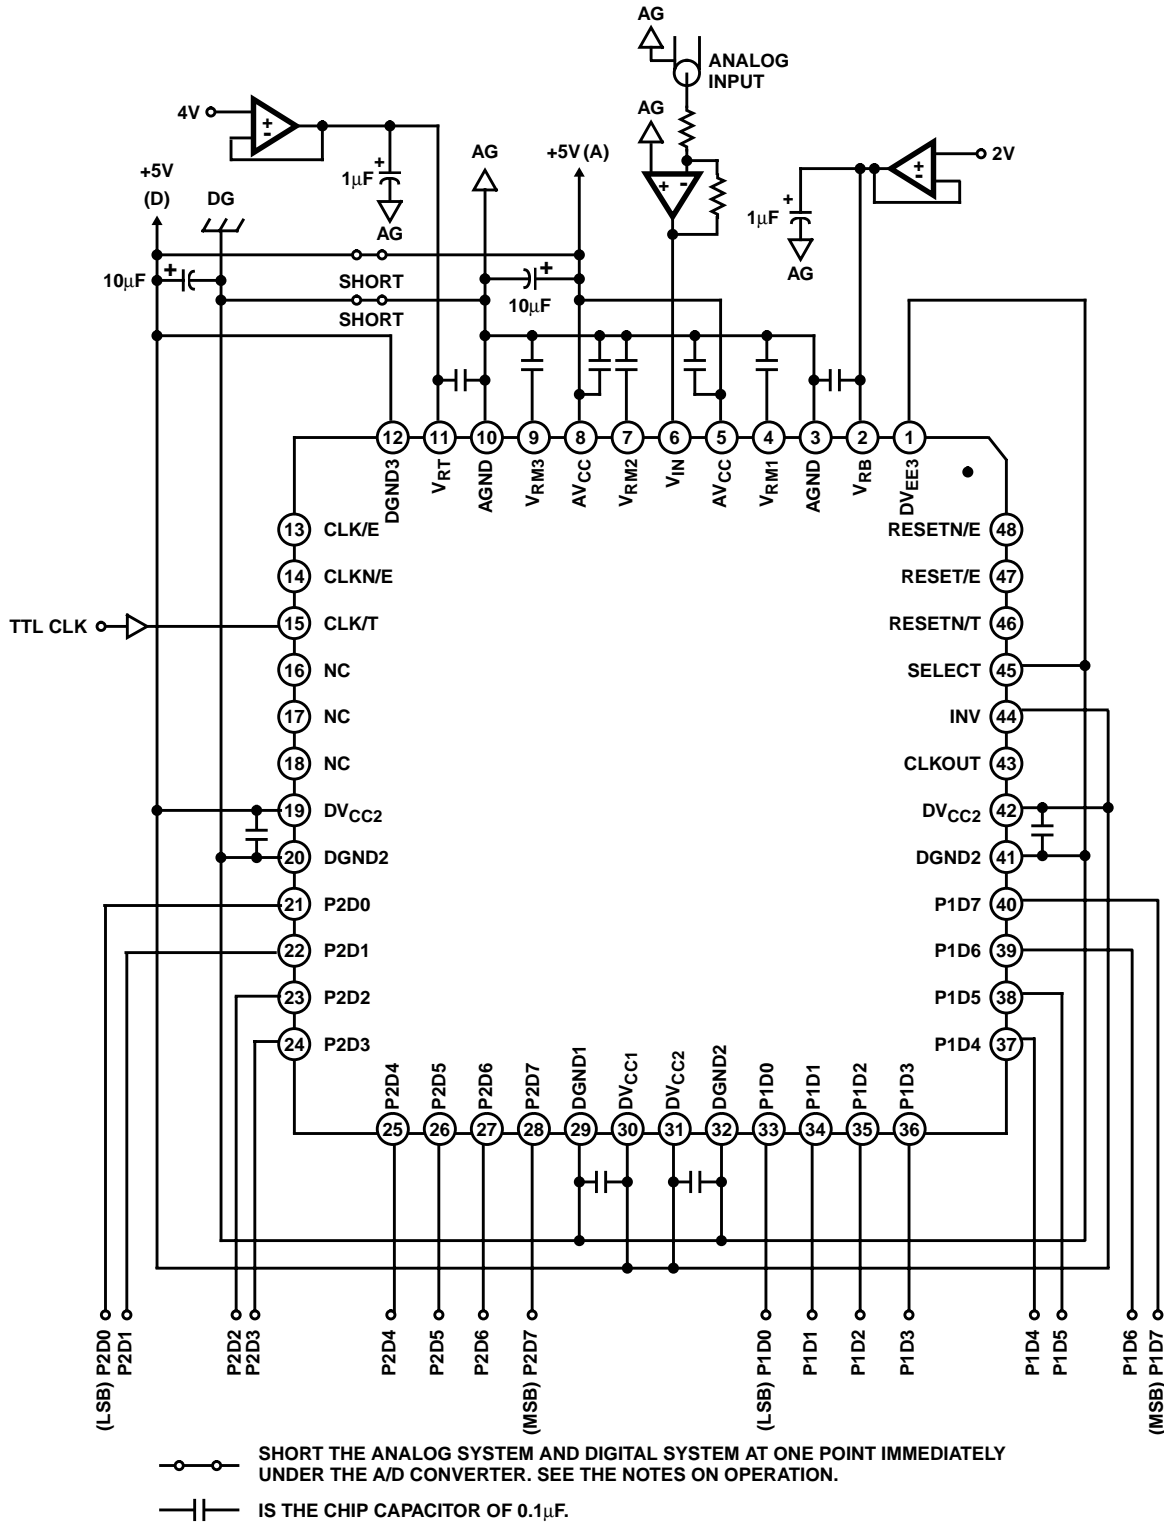 AG
ANALOG
INPUT
4V
+
-
AG
AG
+5V (A)
+
-
+
-
2V
+5V
(D)
DG
+
1μF
AG
+
1μF
AG
10μF
+
SHORT
+
10μF
SHORT
12
11
10
9
8
7
6
5
4
3
2
1
DGND3
VRT
AGND
VRM3
AVCC
VRM2
VIN
AVCC
VRM1
AGND
VRB
DVEE3
13 CLK/E
14 CLKN/E
TTL CLK
15 CLK/T
16 NC
17 NC
18 NC
19 DVCC2
20 DGND2
21 P2D0
22 P2D1
23 P2D2
24 P2D3
RESETN/E 48
RESET/E 47
RESETN/T 46
SELECT 45
INV 44
CLKOUT 43
DVCC2 42
DGND2 41
P1D7 40
P1D6 39
P1D5 38
P1D4 37
P2D4
P2D5
P2D6
P2D7
DGND1
DVCC1
DVCC2
DGND2
P1D0
P1D1
P1D2
P1D3
25
26
27
28
29
30
31
32
33
34
35
36
(LSB) P2D0
P2D1
P2D2
P2D3
P2D4
P2D5
P2D6
(MSB) P2D7
(LSB) P1D0
P1D1
P1D2
P1D3
P1D4
P1D5
P1D6
(MSB) P1D7
SHORT THE ANALOG SYSTEM AND DIGITAL SYSTEM AT ONE POINT IMMEDIATELY
UNDER THE A/D CONVERTER. SEE THE NOTES ON OPERATION.
IS THE CHIP CAPACITOR OF 0.1μF.